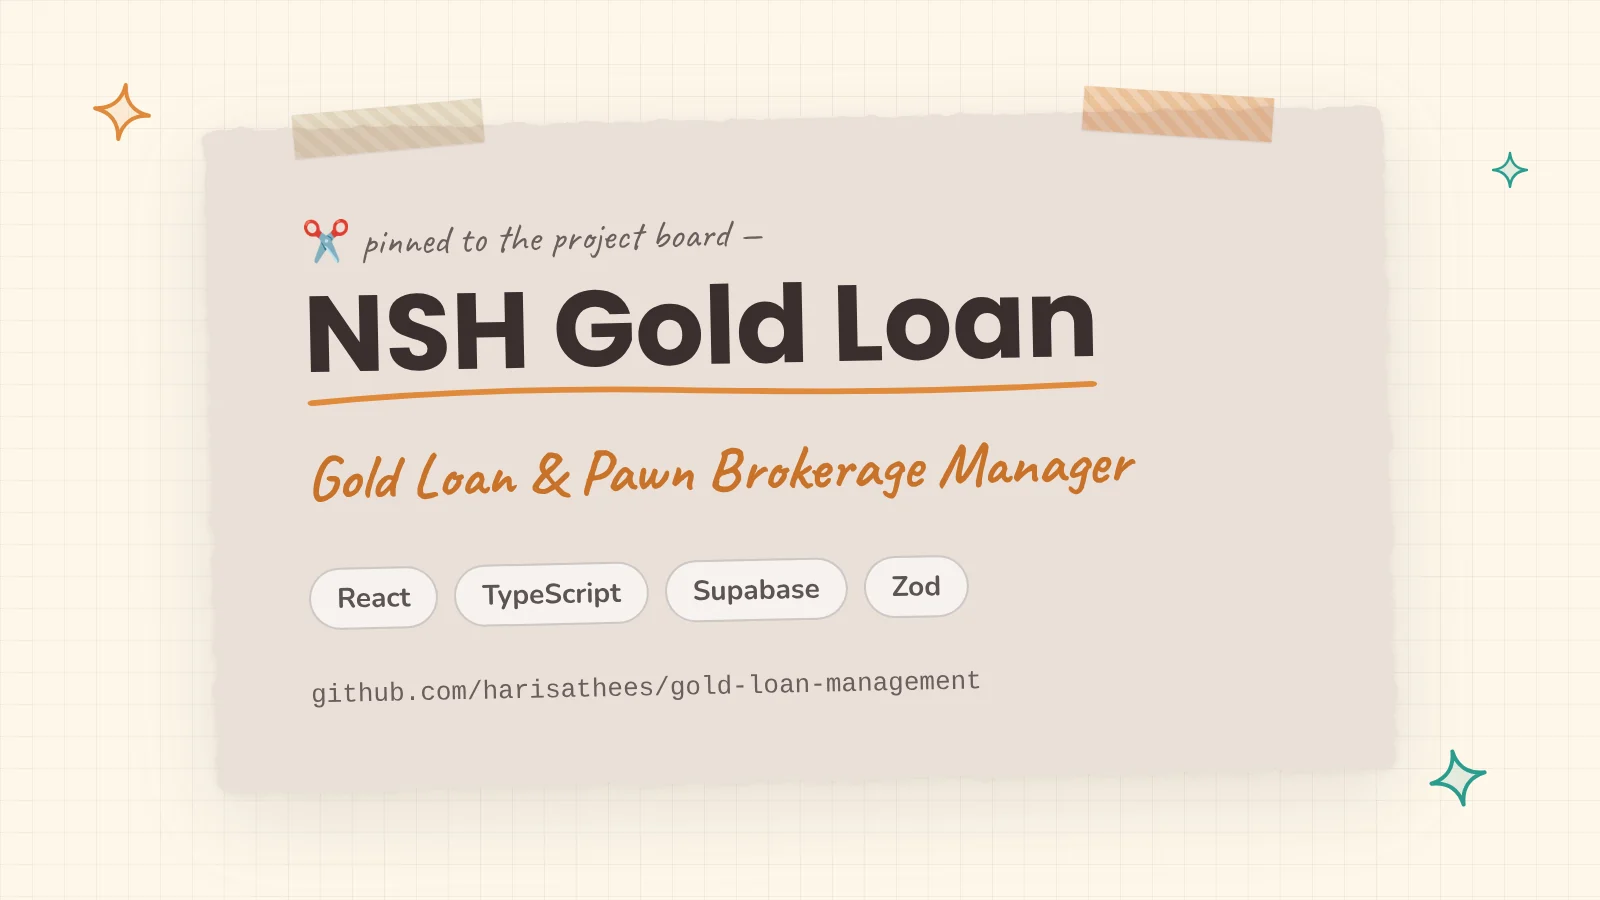 pinned to the project board –
NSH Gold Loan
Gold Loan & Pawn Brokerage Manager
React TypeScript Supabase Zod
github.com/harisathees/gold-loan-management